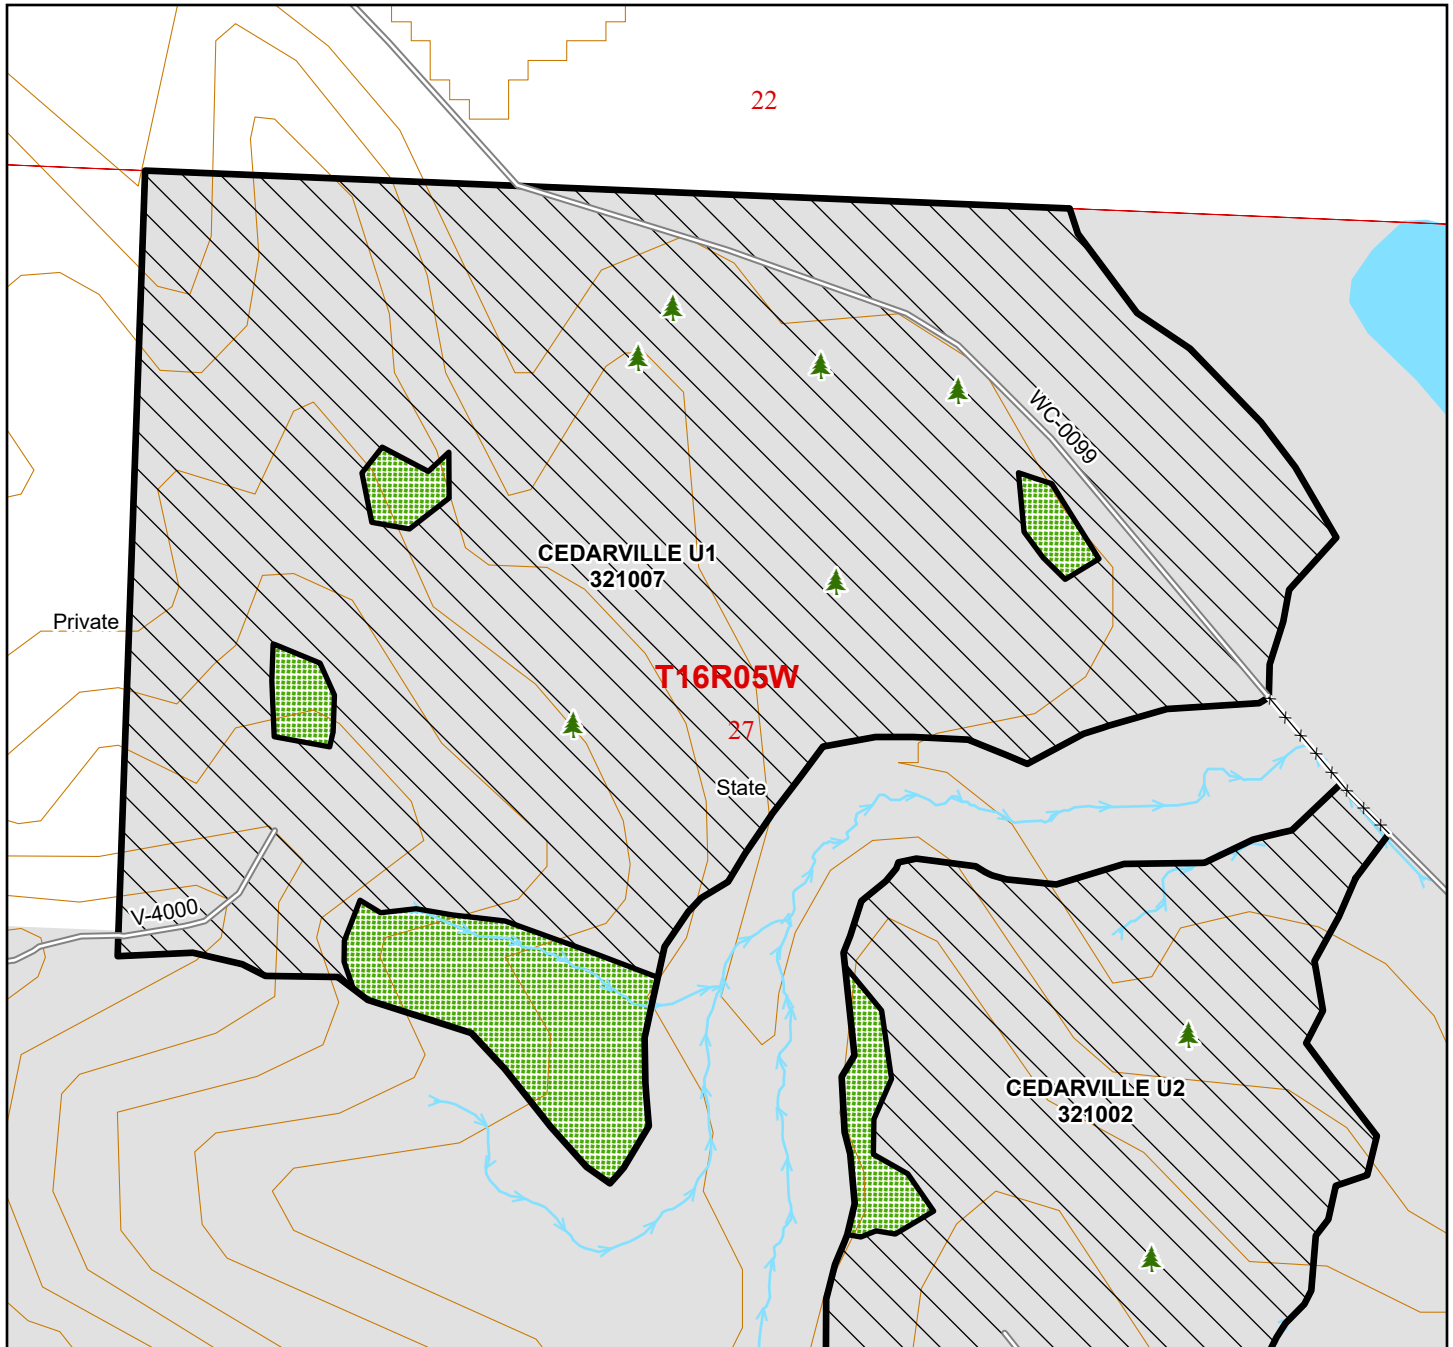 22
WC-0099
CEDARVILLE U1
321007
Private
T16R05W
27
State
V-4000
CEDARVILLE U2
321002